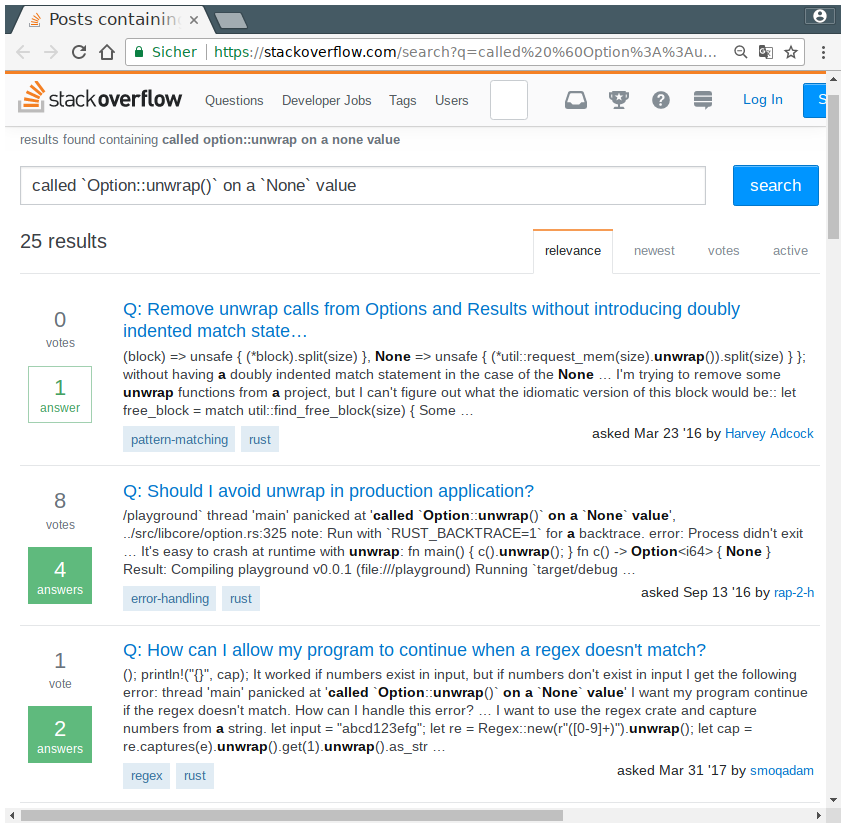 Posts containing
Sicher https://stackoverflow.com/search?q=called%20%60Option%3A%3Au...
stackoverflow Questions Developer Jobs Tags Users Log In S
results found containing called option::unwrap on a none value
called `Option::unwrap()` on a `None` value search
25 results relevance newest votes active
0
votes
1
answer
Q: Remove unwrap calls from Options and Results without introducing doubly
indented match state…
(block) => unsafe { (*block).split(size) }, None => unsafe { (*util::request_mem(size).unwrap()).split(size) } };
without having a doubly indented match statement in the case of the None … I'm trying to remove some
unwrap functions from a project, but I can't figure out what the idiomatic version of this block would be:: let
free_block = match util::find_free_block(size) { Some …
pattern-matching rust
asked Mar 23 '16 by Harvey Adcock
8
votes
4
answers
Q: Should I avoid unwrap in production application?
/playground` thread 'main' panicked at 'called `Option::unwrap()` on a `None` value',
../src/libcore/option.rs:325 note: Run with `RUST_BACKTRACE=1` for a backtrace. error: Process didn't exit
… It's easy to crash at runtime with unwrap: fn main() { c().unwrap(); } fn c() -> Option<i64> { None }
Result: Compiling playground v0.0.1 (file:///playground) Running `target/debug …
error-handling rust
asked Sep 13 '16 by rap-2-h
1
vote
2
answers
Q: How can I allow my program to continue when a regex doesn't match?
(); println!("{}", cap); It worked if numbers exist in input, but if numbers don't exist in input I get the following
error: thread 'main' panicked at 'called `Option::unwrap()` on a `None` value' I want my program continue
if the regex doesn't match. How can I handle this error? … I want to use the regex crate and capture
numbers from a string. let input = "abcd123efg"; let re = Regex::new(r"([0-9]+)").unwrap(); let cap =
re.captures(e).unwrap().get(1).unwrap().as_str …
regex rust
asked Mar 31 '17 by smoqadam